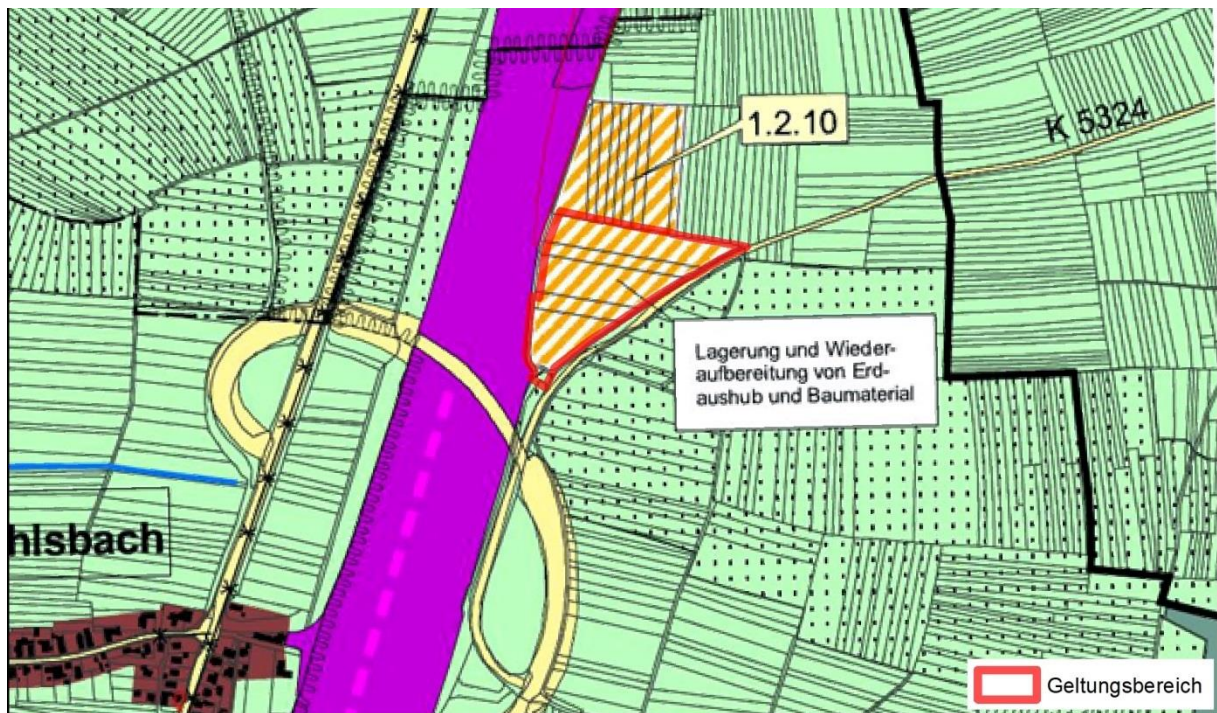 1.2.10
K 5324
Lagerung und Wieder-
aufbereitung von Erd-
aushub und Baumaterial
hlsbach
Geltungsbereich